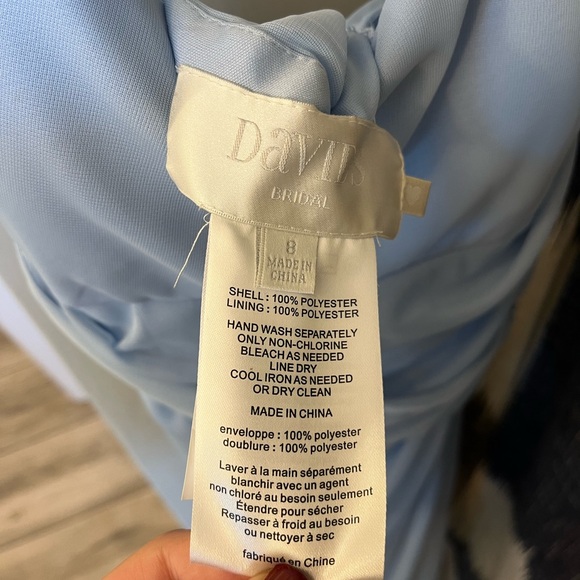 DaVID's
BRIDAL
8
MADE IN
CHINA
SHELL : 100% POLYESTER
LINING : 100% POLYESTER
HAND WASH SEPARATELY
ONLY NON-CHLORINE
BLEACH AS NEEDED
LINE DRY
COOL IRON AS NEEDED
OR DRY CLEAN
MADE IN CHINA
enveloppe : 100% polyester
doublure : 100% polyester
Laver à la main séparément
blanchir avec un agent
non chloré au besoin seulement
Étendre pour sécher
Repasser à froid au besoin
ou nettoyer à sec
fabriqué en Chine